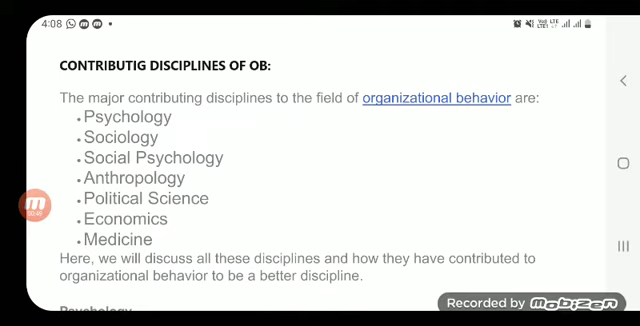 4:08
CONTRIBUTIG DISCIPLINES OF OB:
The major contributing disciplines to the field of organizational behavior are:
• Psychology
• Sociology
• Social Psychology
• Anthropology
• Political Science
• Economics
• Medicine
Here, we will discuss all these disciplines and how they have contributed to
organizational behavior to be a better discipline.
Psychology
Recorded by Mobizen